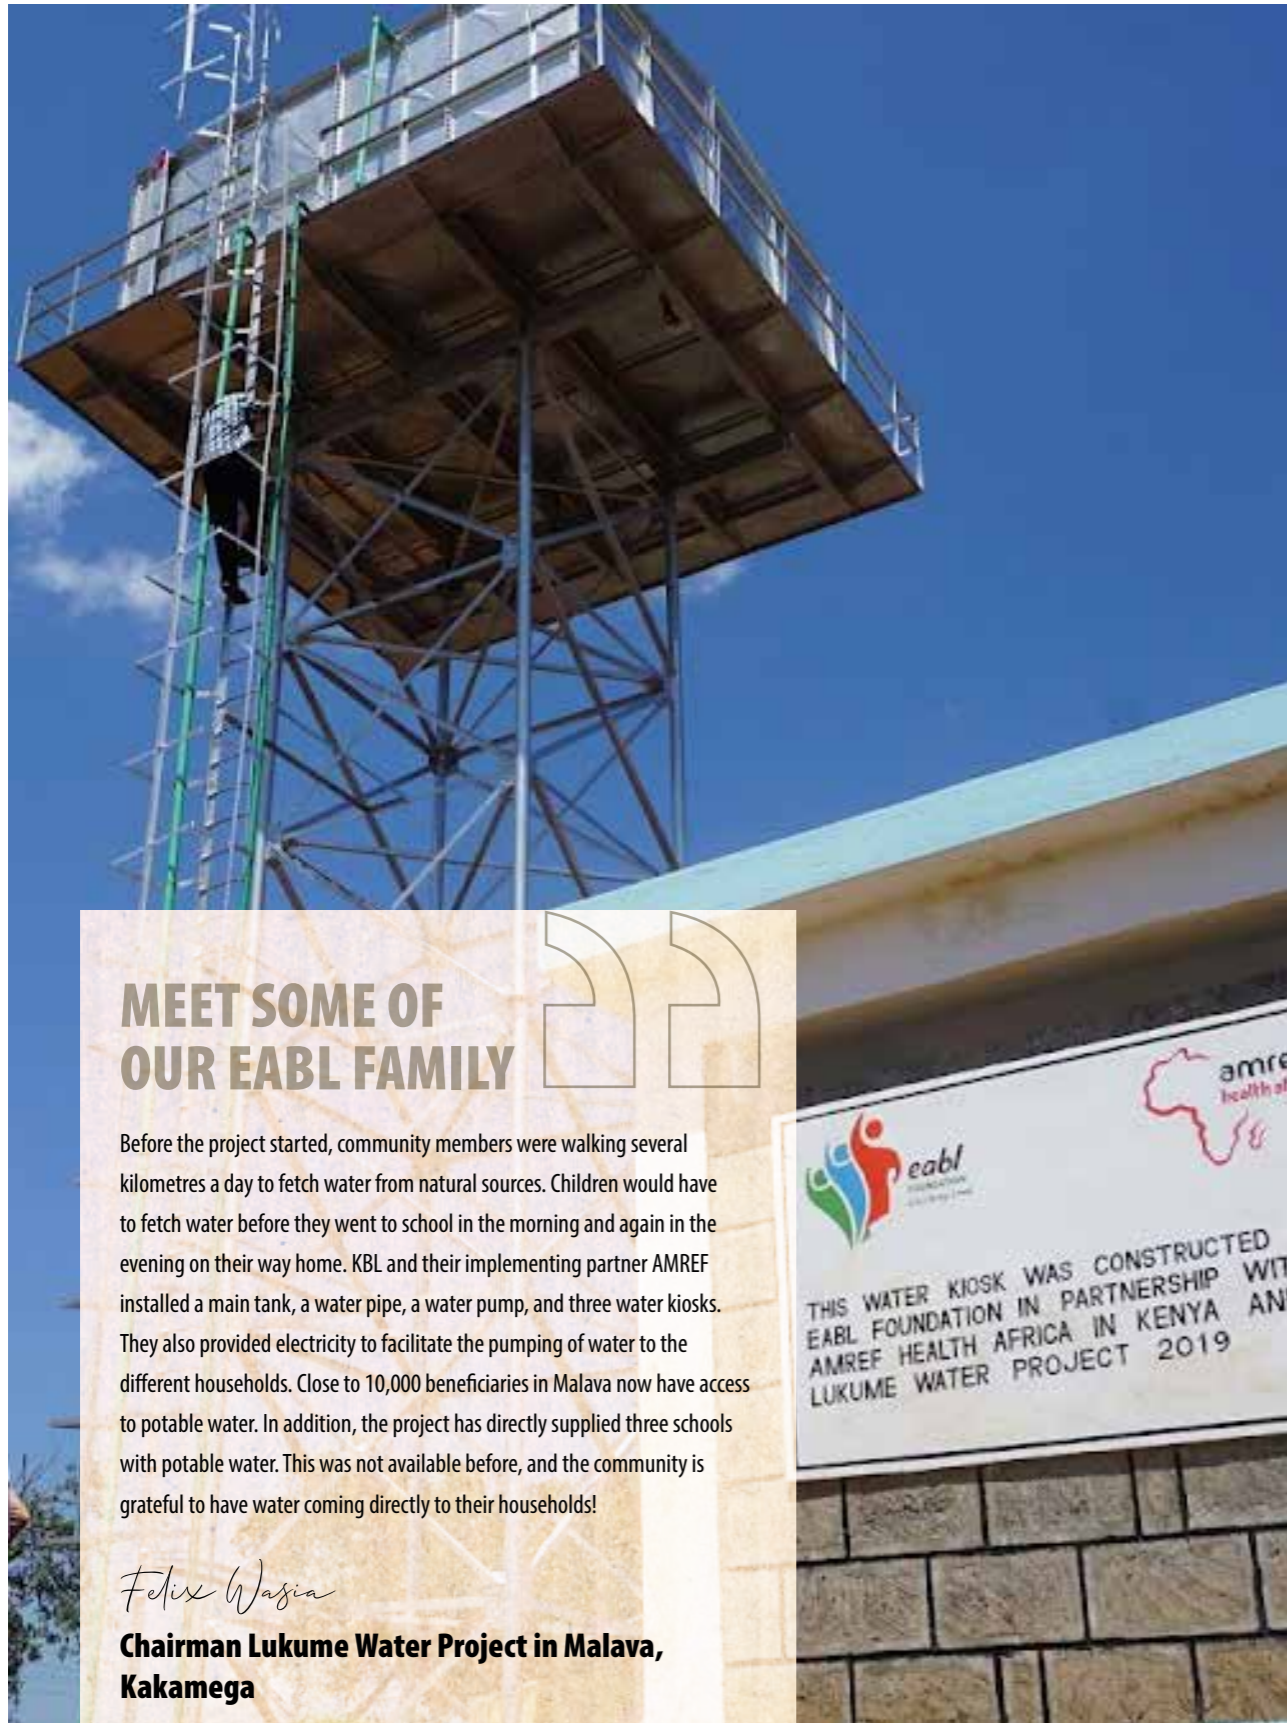 MEET SOME OF
OUR EABL FAMILY
Before the project started, community members were walking several
kilometres a day to fetch water from natural sources. Children would have
to fetch water before they went to school in the morning and again in the
evening on their way home. KBL and their implementing partner AMREF
installed a main tank, a water pipe, a water pump, and three water kiosks.
They also provided electricity to facilitate the pumping of water to the
different households. Close to 10,000 beneficiaries in Malava now have access
to potable water. In addition, the project has directly supplied three schools
with potable water. This was not available before, and the community is
grateful to have water coming directly to their households!
Felix Wasia
Chairman Lukume Water Project in Malava,
Kakamega
eabl
FOUNDATION
amre
health af
THIS WATER KIOSK WAS CONSTRUCTED
EABL FOUNDATION IN PARTNERSHIP WIT
AMREF HEALTH AFRICA IN KENYA AN
LUKUME WATER PROJECT 2019